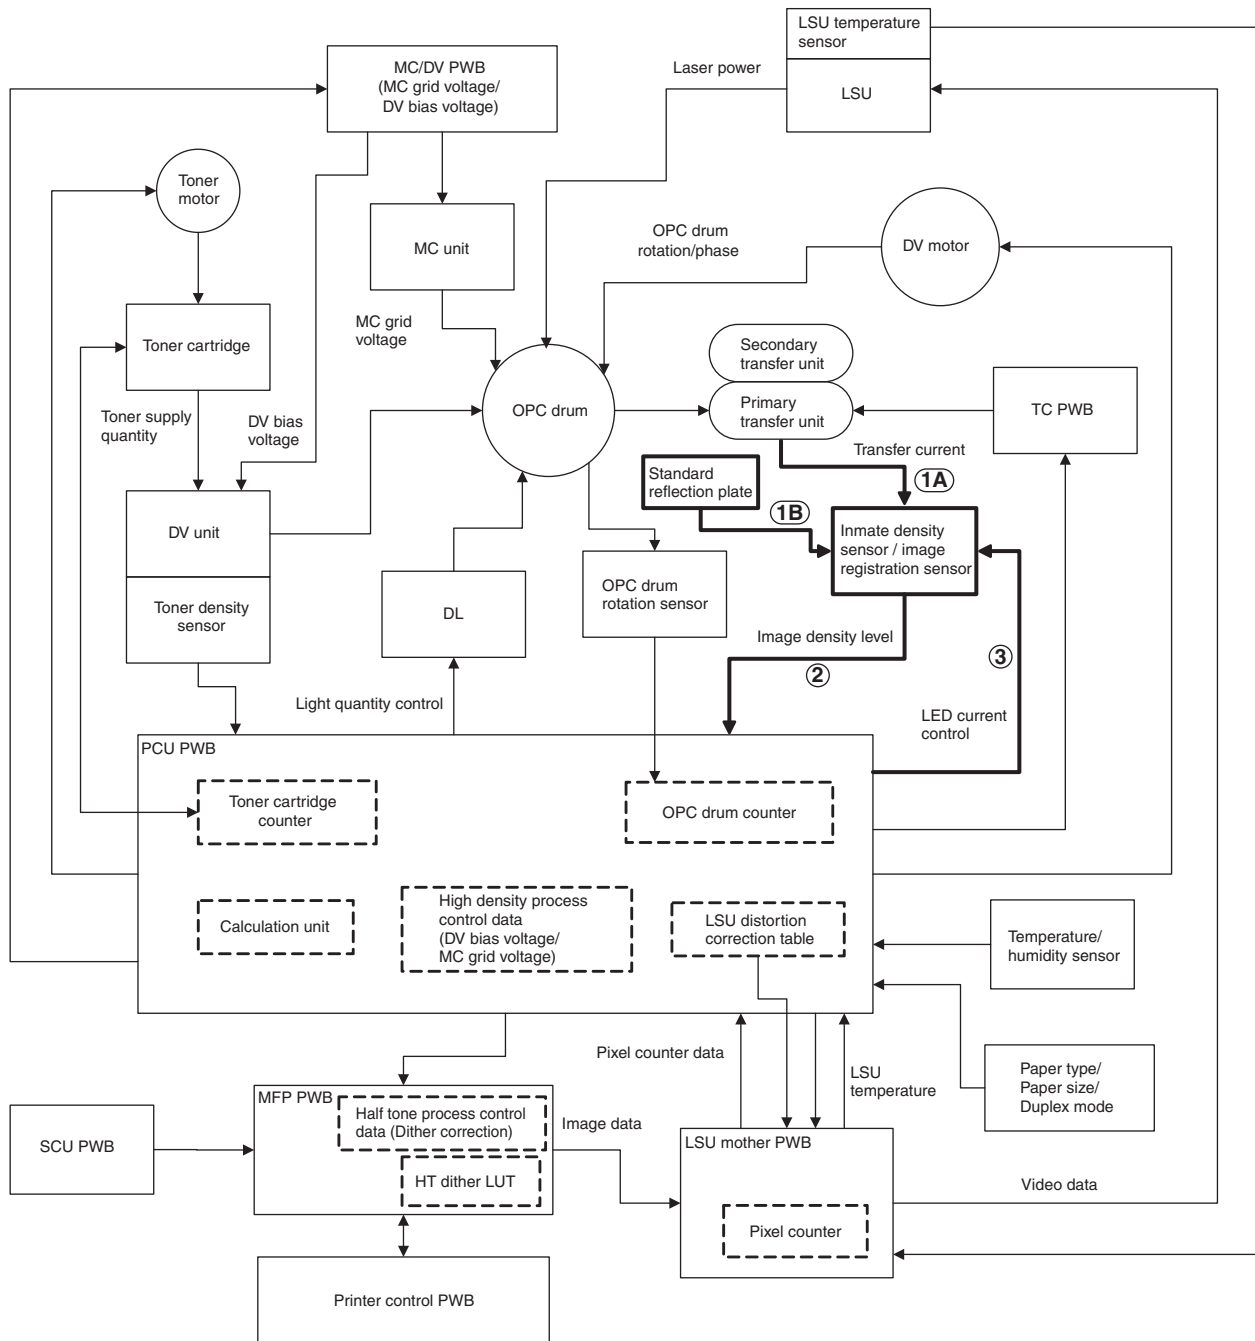 LSU temperature
sensor
LSU
Laser power
MC/DV PWB
(MC grid voltage/
DV bias voltage)
Toner
motor
MC unit
OPC drum
rotation/phase
DV motor
MC grid
voltage
Toner cartridge
Secondary
transfer unit
Primary
transfer unit
OPC drum
TC PWB
Toner supply
quantity
DV bias
voltage
Transfer current
Standard
reflection plate
1A
1B
DV unit
Inmate density
sensor / image
registration sensor
Toner density
sensor
DL
OPC drum
rotation sensor
Image density level
2
3
Light quantity control
LED current
control
PCU PWB
Toner cartridge
counter
OPC drum counter
Calculation unit
High density process
control data
(DV bias voltage/
MC grid voltage)
LSU distortion
correction table
Temperature/
humidity sensor
Pixel counter data
LSU
temperature
Paper type/
Paper size/
Duplex mode
MFP PWB
Half tone process control
data (Dither correction)
Image data
SCU PWB
HT dither LUT
LSU mother PWB
Video data
Pixel counter
Printer control PWB